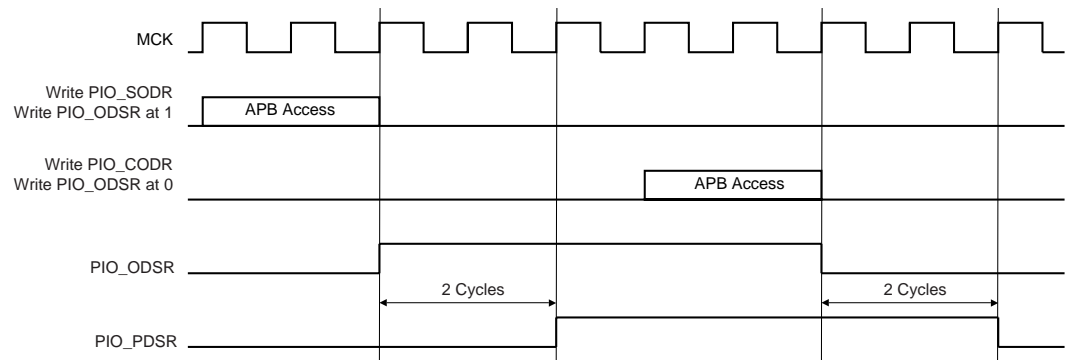 MCK
Write PIO_SODR
Write PIO_ODSR at 1
APB Access
Write PIO_CODR
Write PIO_ODSR at 0
APB Access
PIO_ODSR
2 Cycles
2 Cycles
PIO_PDSR